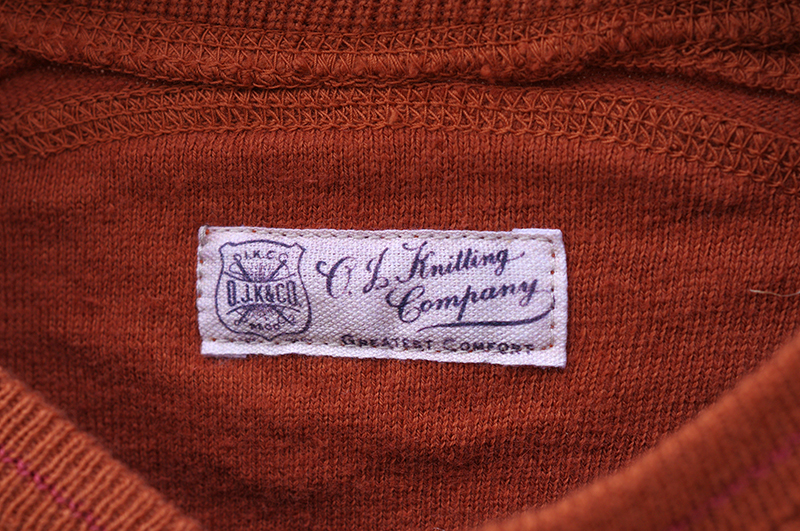 I.K.C
O.J.K&CO.
MOD
O. J. Knitting
Company
GREATEST COMFORT